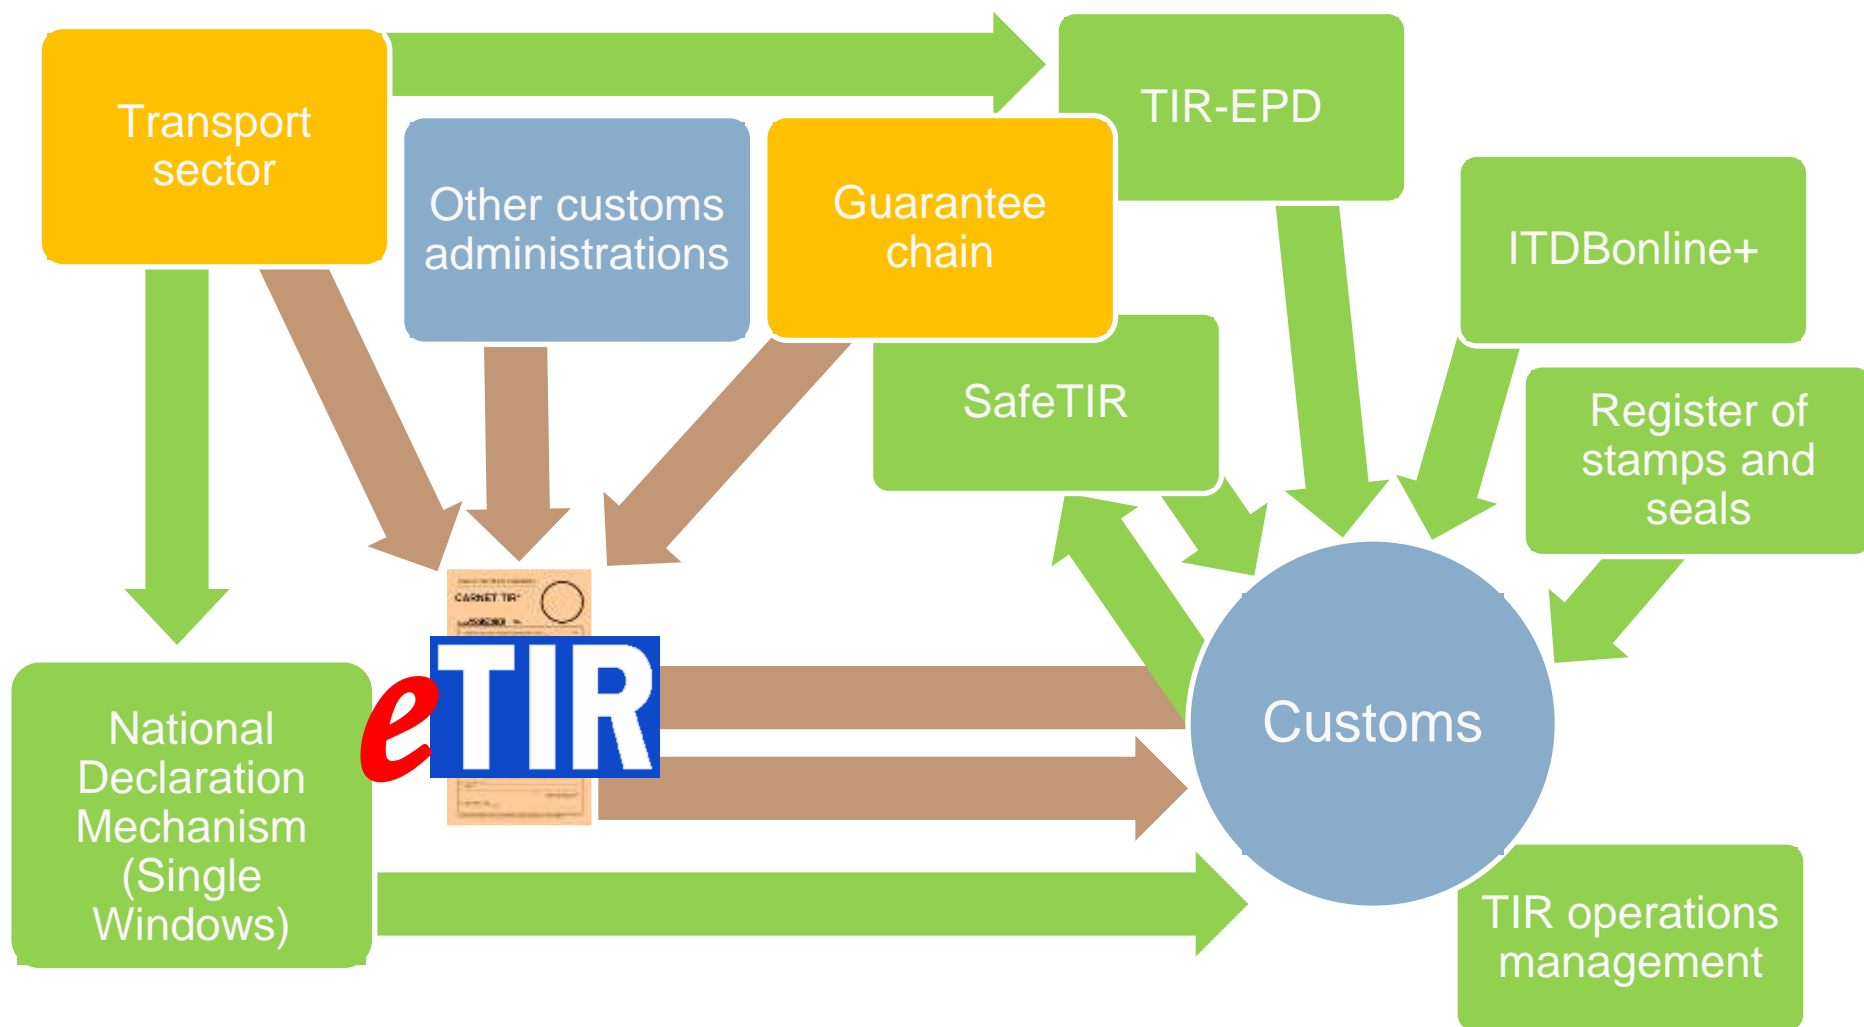 Transport
sector
Other customs
administrations
Guarantee
chain
TIR-EPD
ITDBonline+
SafeTIR
Register of
stamps and
seals
CARNET TIR*
eTIR
National
Declaration
Mechanism
(Single
Windows)
Customs
TIR operations
management